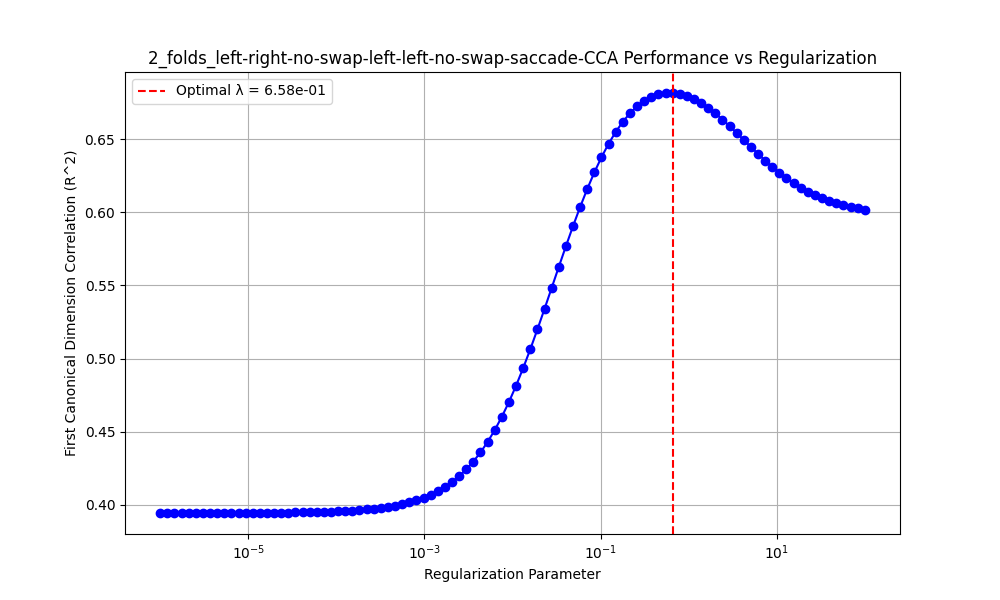 2_folds_left-right-no-swap-left-left-no-swap-saccade-CCA Performance vs Regularization
Optimal λ = 6.58e-01
First Canonical Dimension Correlation (R^2)
0.65
0.60
0.55
0.50
0.45
0.40
10⁻⁵
10⁻³
10⁻¹
10¹
Regularization Parameter